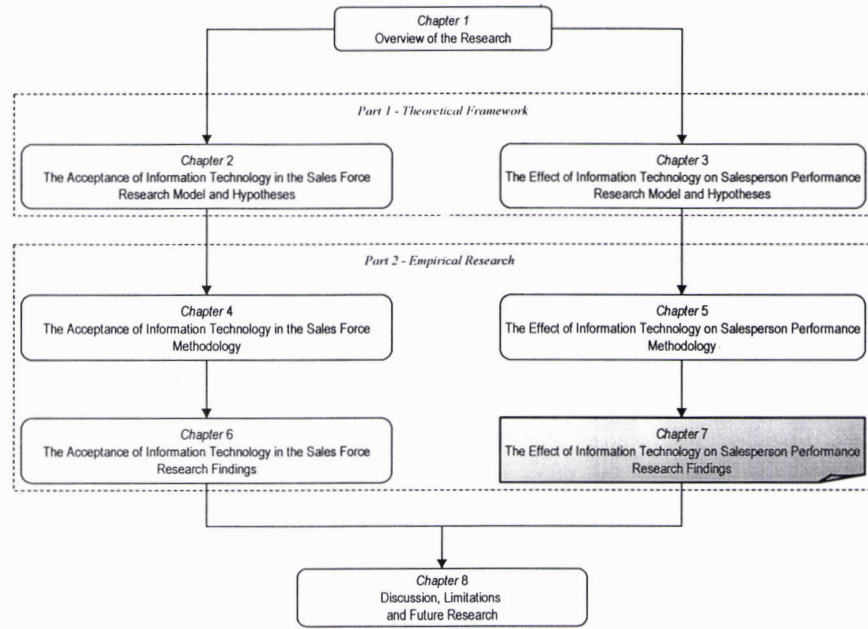 Chapter 1
Overview of the Research
Part 1 - Theoretical Framework
Chapter 2
The Acceptance of Information Technology in the Sales Force
Research Model and Hypotheses
Chapter 3
The Effect of Information Technology on Salesperson Performance
Research Model and Hypotheses
Part 2 - Empirical Research
Chapter 4
The Acceptance of Information Technology in the Sales Force
Methodology
Chapter 5
The Effect of Information Technology on Salesperson Performance
Methodology
Chapter 6
The Acceptance of Information Technology in the Sales Force
Research Findings
Chapter 7
The Effect of Information Technology on Salesperson Performance
Research Findings
Chapter 8
Discussion, Limitations
and Future Research